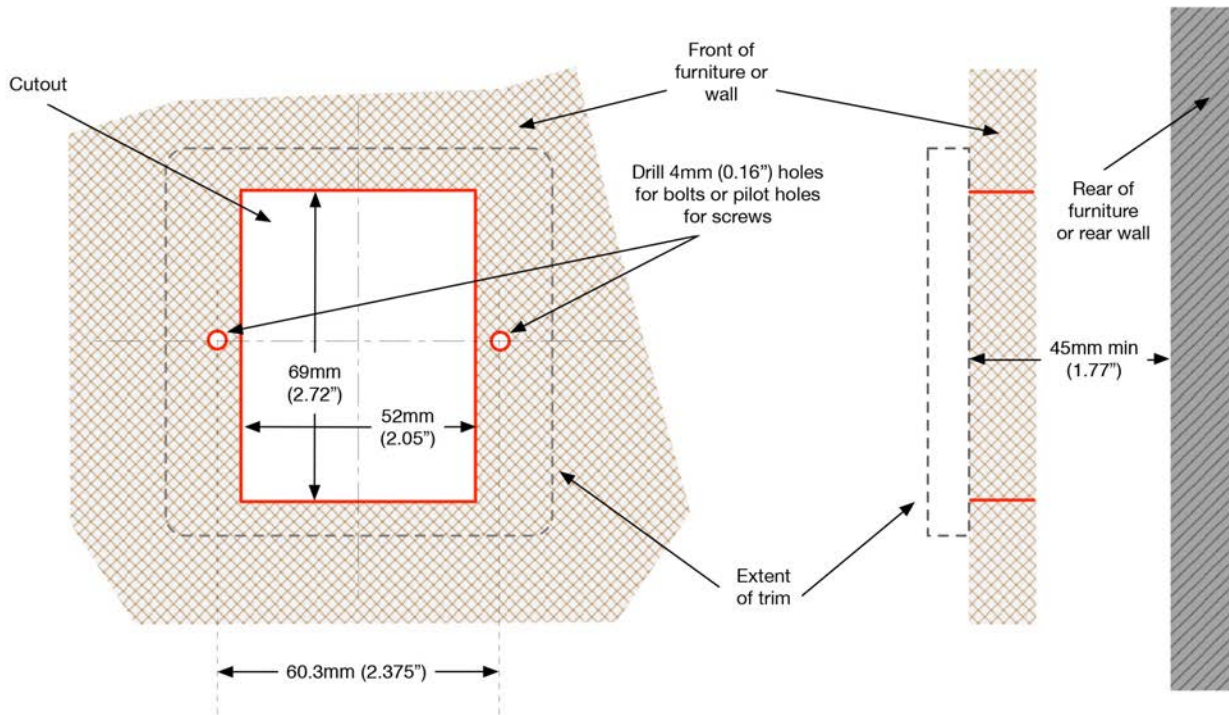 Cutout
Front of
furniture or
wall
Drill 4mm (0.16”) holes
for bolts or pilot holes
for screws
Rear of
furniture
or rear wall
69mm
(2.72”)
52mm
(2.05”)
45mm min
(1.77”)
Extent
of trim
60.3mm (2.375”)